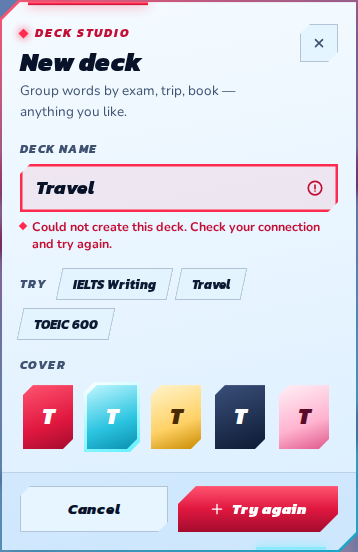 DECK STUDIO
New deck
Group words by exam, trip, book —
anything you like.
DECK NAME
Travel
Could not create this deck. Check your connection
and try again.
TRY IELTS Writing Travel
TOEIC 600
COVER
T T T T T
Cancel + Try again